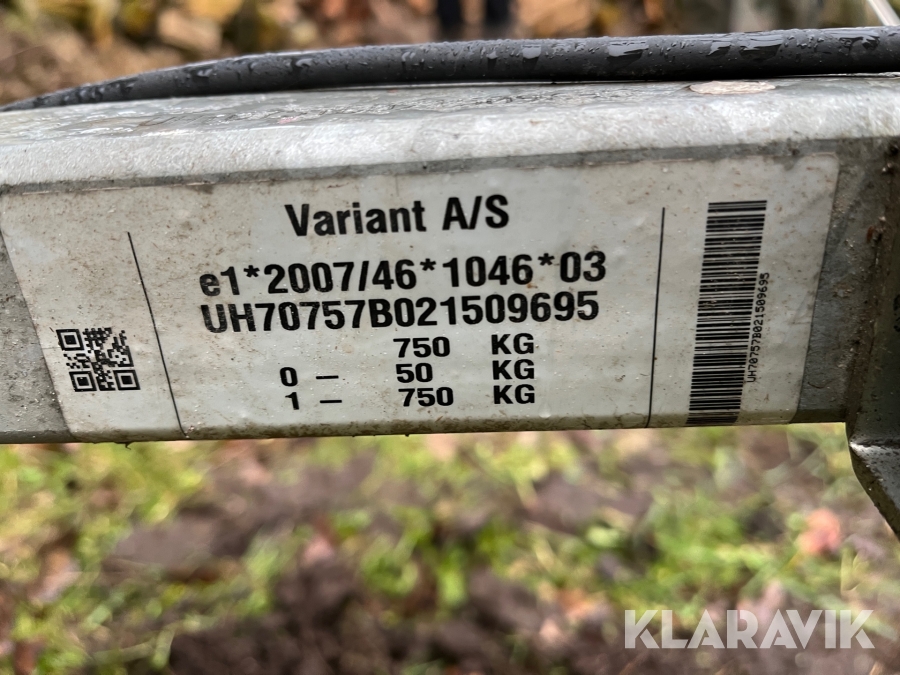 Variant A/S
e1*2007/46*1046*03
UH70757B021509695
750 KG
0 – 50 KG
1 – 750 KG
UH70757B021509695
KLARAVIK